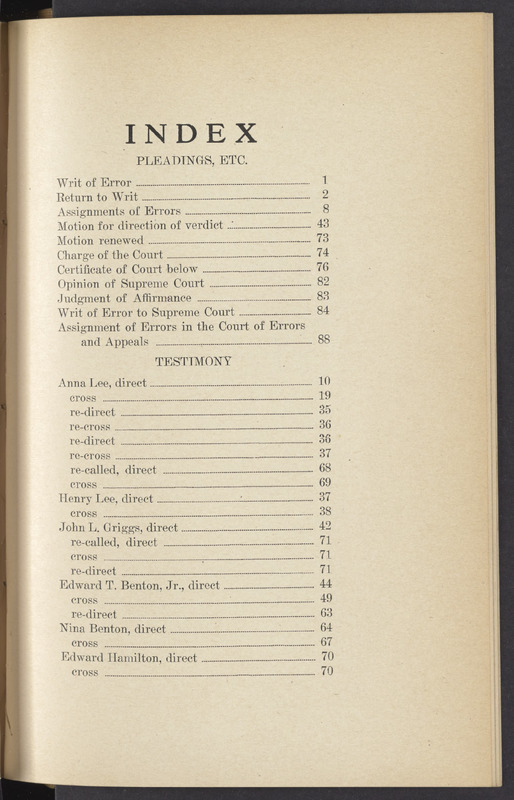 INDEX
PLEADINGS, ETC.
Writ of Error 1
Return to Writ 2
Assignments of Errors 8
Motion for direction of verdict 43
Motion renewed 73
Charge of the Court 74
Certificate of Court below 76
Opinion of Supreme Court 82
Judgment of Affirmance 83
Writ of Error to Supreme Court 84
Assignment of Errors in the Court of Errors
and Appeals 88
TESTIMONY
Anna Lee, direct 10
cross 19
re-direct 35
re-cross 36
re-direct 36
re-cross 37
re-called, direct 68
cross 69
Henry Lee, direct 37
cross 38
John L. Griggs, direct 42
re-called, direct 71
cross 71
re-direct 71
Edward T. Benton, Jr., direct 44
cross 49
re-direct 63
Nina Benton, direct 64
cross 67
Edward Hamilton, direct 70
cross 70